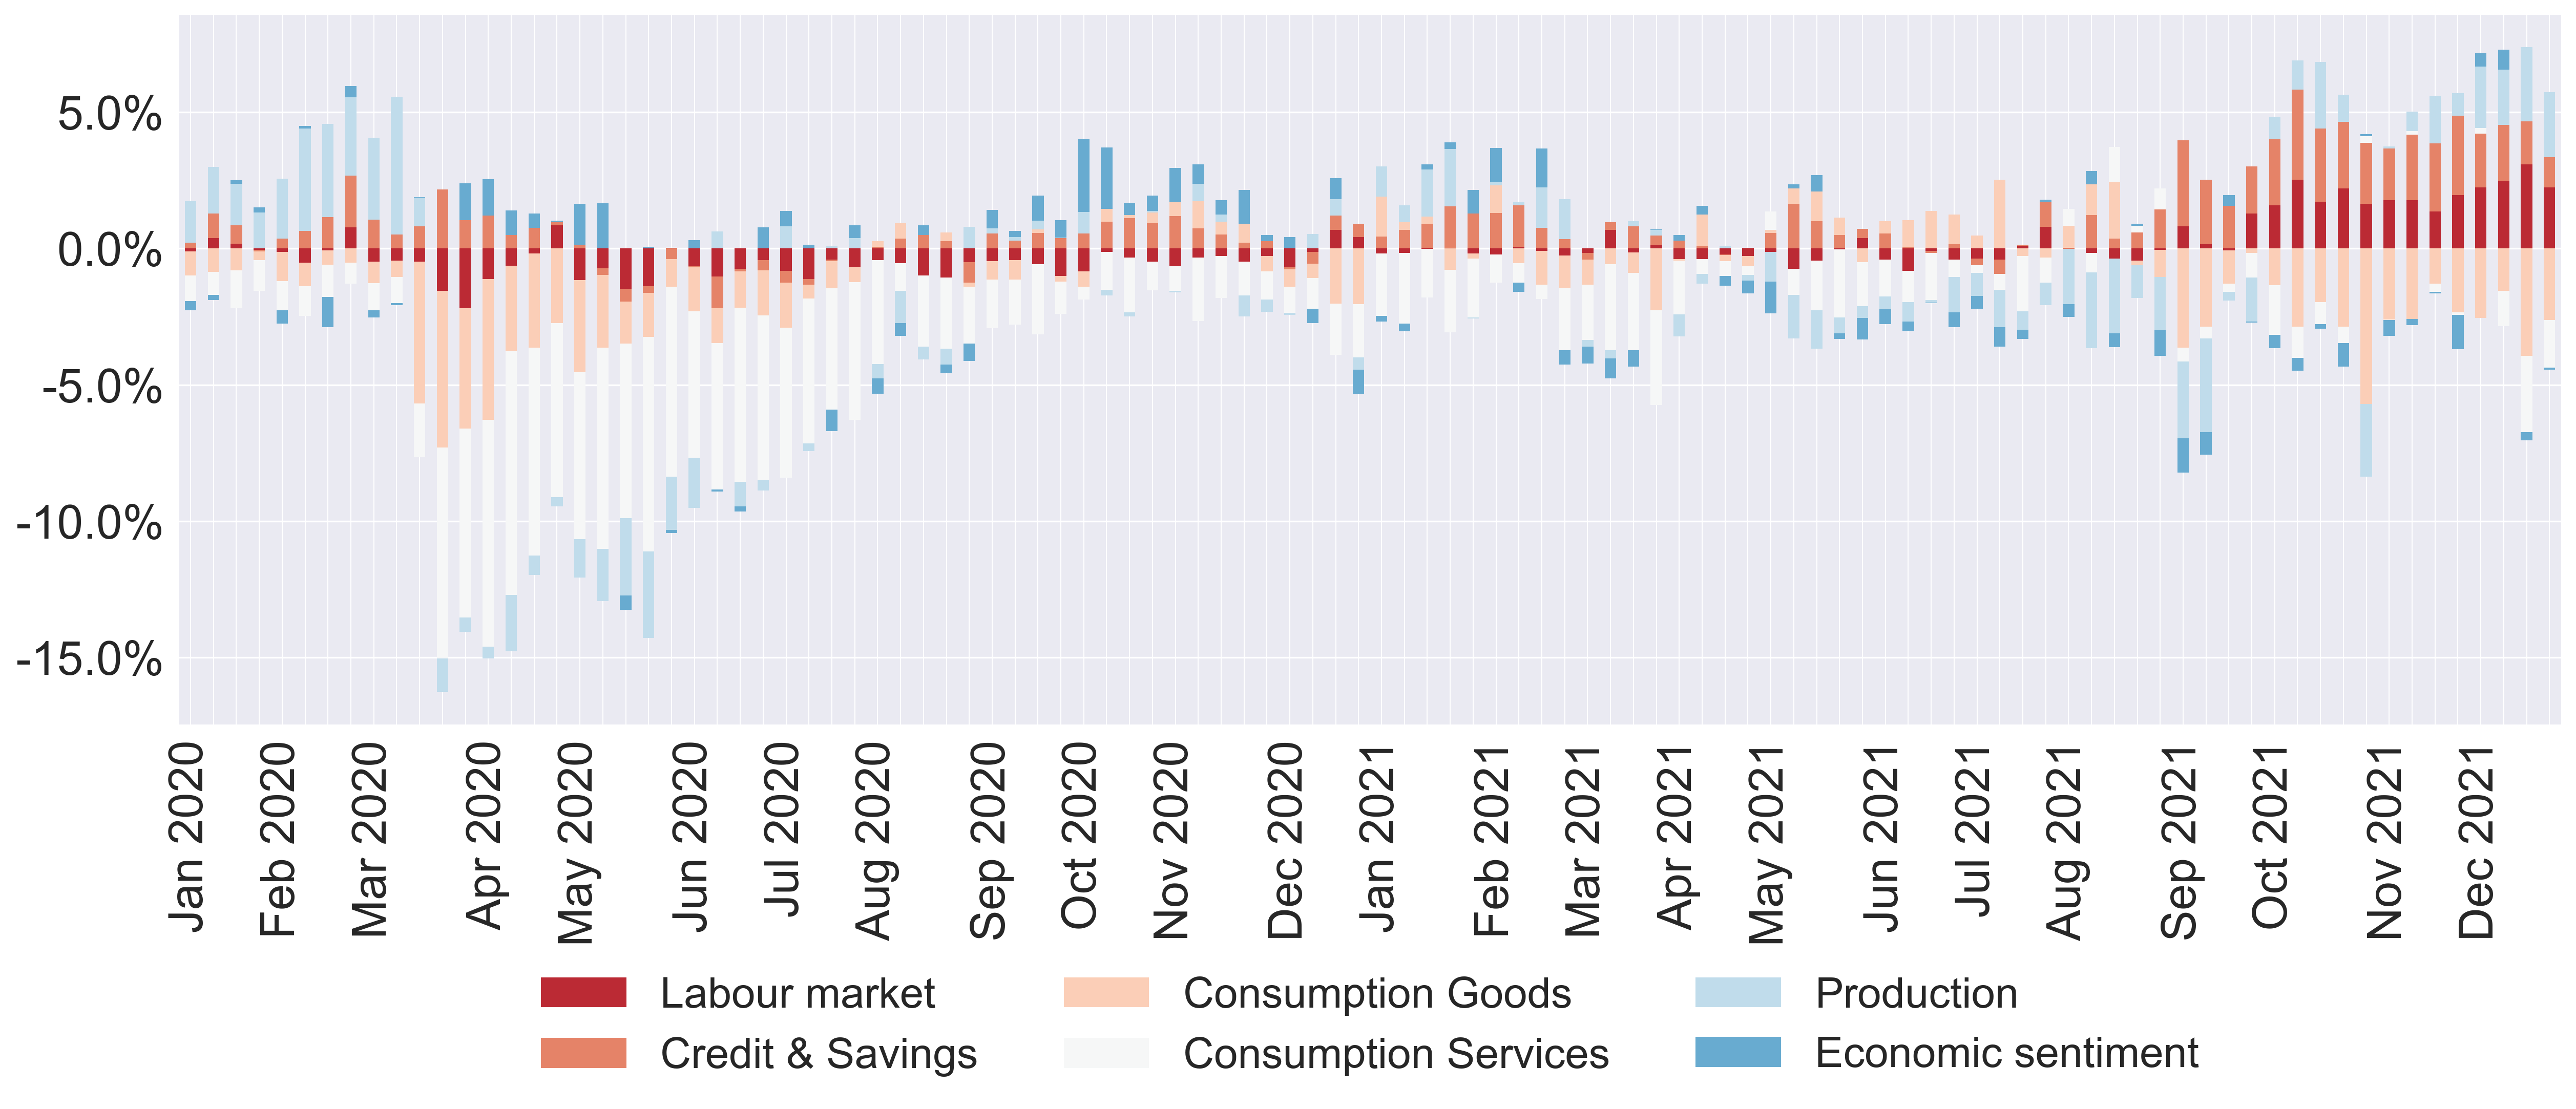 5.0%
0.0%
-5.0%
-10.0%
-15.0%
Jan 2020
Feb 2020
Mar 2020
Apr 2020
May 2020
Jun 2020
Jul 2020
Aug 2020
Sep 2020
Oct 2020
Nov 2020
Dec 2020
Jan 2021
Feb 2021
Mar 2021
Apr 2021
May 2021
Jun 2021
Jul 2021
Aug 2021
Sep 2021
Oct 2021
Nov 2021
Dec 2021
Labour market
Credit & Savings
Consumption Goods
Consumption Services
Production
Economic sentiment